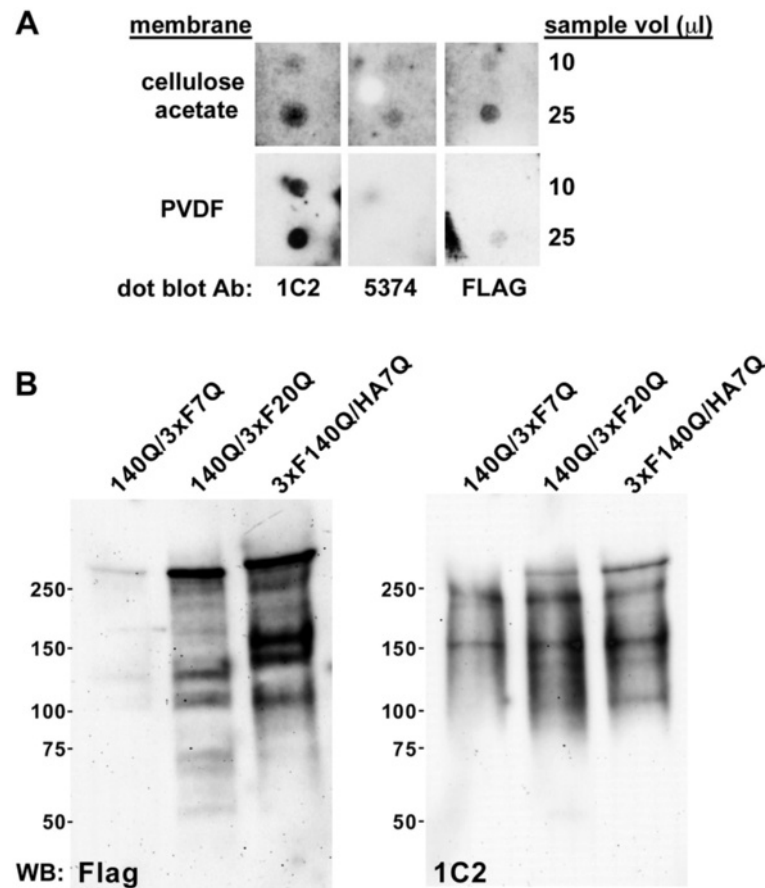 A
membrane sample vol (µl)
cellulose 10
acetate 25
PVDF 10
25
dot blot Ab: 1C2 5374 FLAG
B
140Q/3xF7Q 140Q/3xF20Q 3xF140Q/HA7Q 140Q/3xF7Q 140Q/3xF20Q 3xF140Q/HA7Q
250- 250-
150- 150-
100- 100-
75- 75-
50- 50-
WB: Flag 1C2